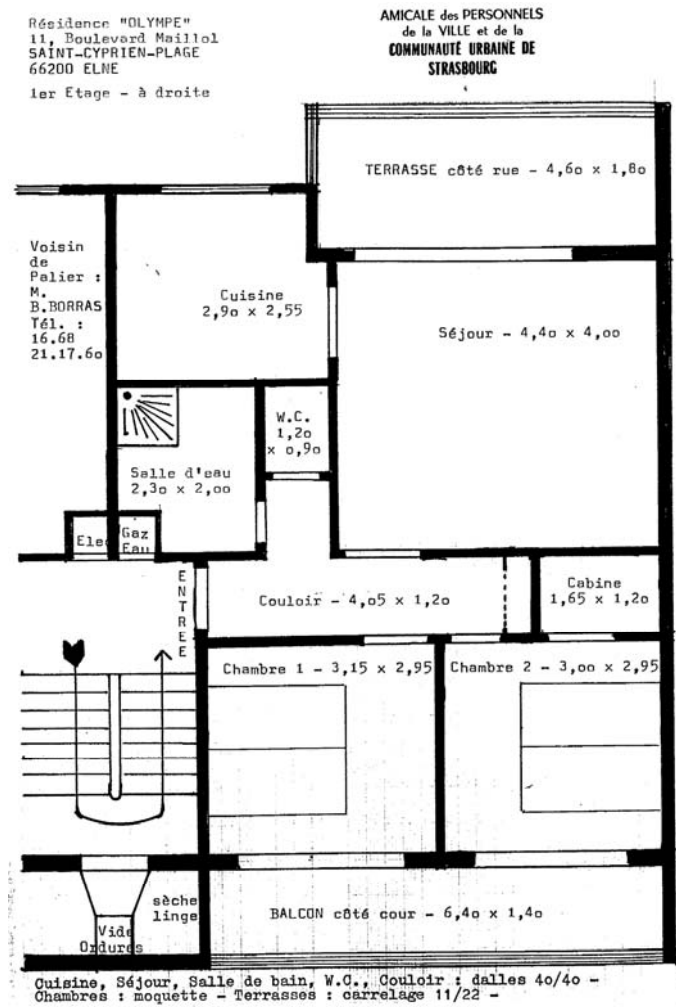 Résidence "OLYMPE"
11, Boulevard Maillol
SAINT-CYPRIEN-PLAGE
66200 ELNE
1er Etage - à droite
AMICALE des PERSONNELS
de la VILLE et de la
COMMUNAUTÉ URBAINE DE
STRASBOURG
TERRASSE côté rue - 4,6o x 1,8o
Voisin
de
Palier :
M.
B.BORRAS
Tél. :
16.68
21.17.6o
Cuisine
2,9o x 2,55
Séjour - 4,4o x 4,oo
W.C.
1,2o
x o,9o
Salle d'eau
2,3o x 2,oo
Elec
Gaz
Eau
ENTREE
Couloir - 4,o5 x 1,2o
Cabine
1,65 x 1,2o
Chambre 1 - 3,15 x 2,95
Chambre 2 - 3,oo x 2,95
sèche
linge
Vide
Ordures
BALCON côté cour - 6,4o x 1,4o
Cuisine, Séjour, Salle de bain, W.C., Couloir : dalles 4o/4o -
Chambres : moquette - Terrasses : carrelage 11/22 -